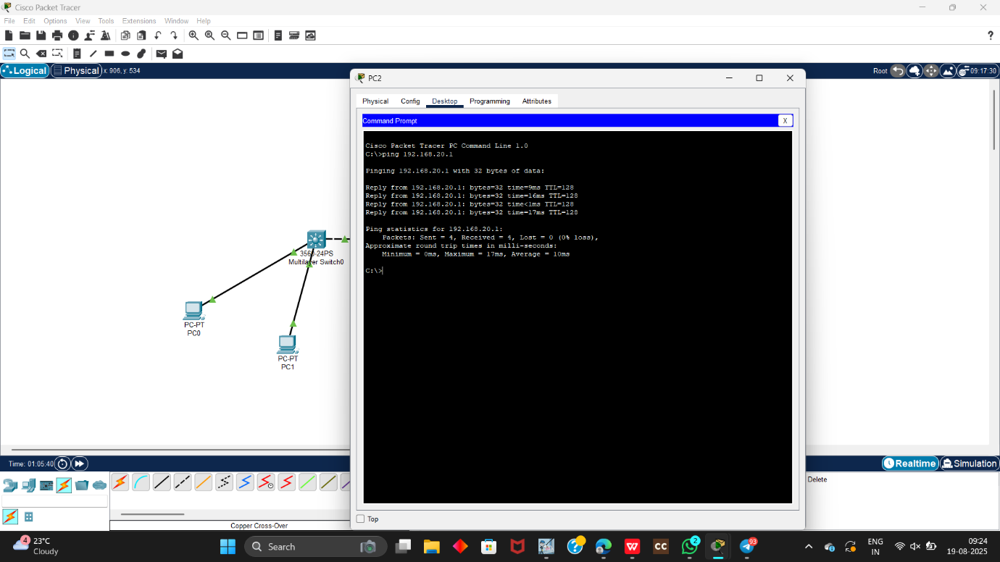 Cisco Packet Tracer
File Edit Options View Tools Extensions Window Help
?
Logical Physical x: 906, y: 534
Root 09:17:30
PC2
Physical Config Desktop Programming Attributes
Command Prompt
X
Cisco Packet Tracer PC Command Line 1.0
C:\>ping 192.168.20.1
Pinging 192.168.20.1 with 32 bytes of data:
Reply from 192.168.20.1: bytes=32 time=9ms TTL=128
Reply from 192.168.20.1: bytes=32 time=16ms TTL=128
Reply from 192.168.20.1: bytes=32 time<1ms TTL=128
Reply from 192.168.20.1: bytes=32 time=17ms TTL=128
Ping statistics for 192.168.20.1:
Packets: Sent = 4, Received = 4, Lost = 0 (0% loss),
Approximate round trip times in milli-seconds:
Minimum = 0ms, Maximum = 17ms, Average = 10ms
C:\>
3560-24PS
Multilayer Switch0
PC-PT
PC0
PC-PT
PC1
Top
Time: 01:05:40
Realtime Simulation
Delete
Copper Cross-Over
4
23°C
Cloudy
Search
W
CC
2
93
ENG
IN
09:24
19-08-2025